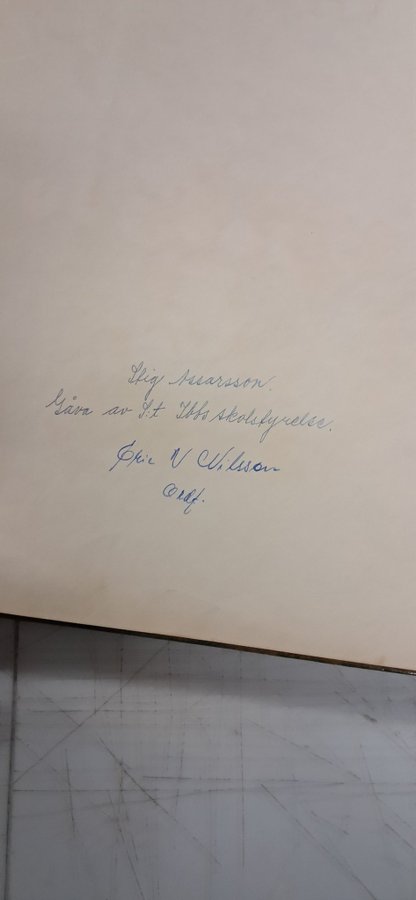 Stig Assarsson.
Gåva av S:t Ibbs skolstyrelse.
Eric N Nilsson
Ordf.